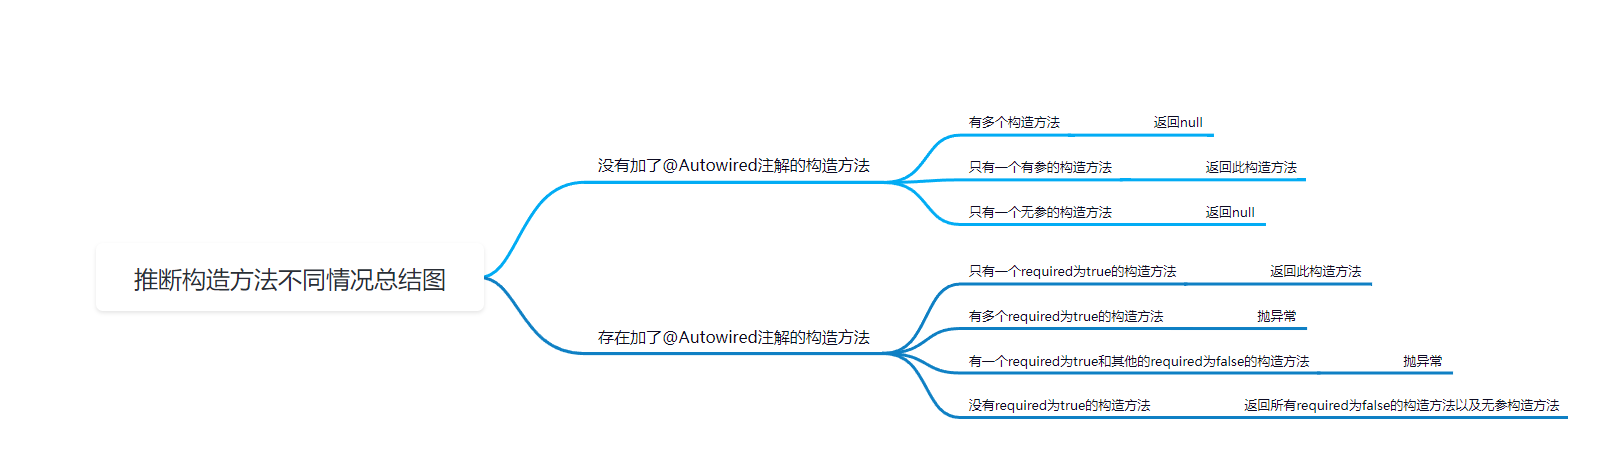 推断构造方法不同情况总结图
没有加了@Autowired注解的构造方法
有多个构造方法
返回null
只有一个有参的构造方法
返回此构造方法
只有一个无参的构造方法
返回null
存在加了@Autowired注解的构造方法
只有一个required为true的构造方法
返回此构造方法
有多个required为true的构造方法
抛异常
有一个required为true和其他的required为false的构造方法
抛异常
没有required为true的构造方法
返回所有required为false的构造方法以及无参构造方法